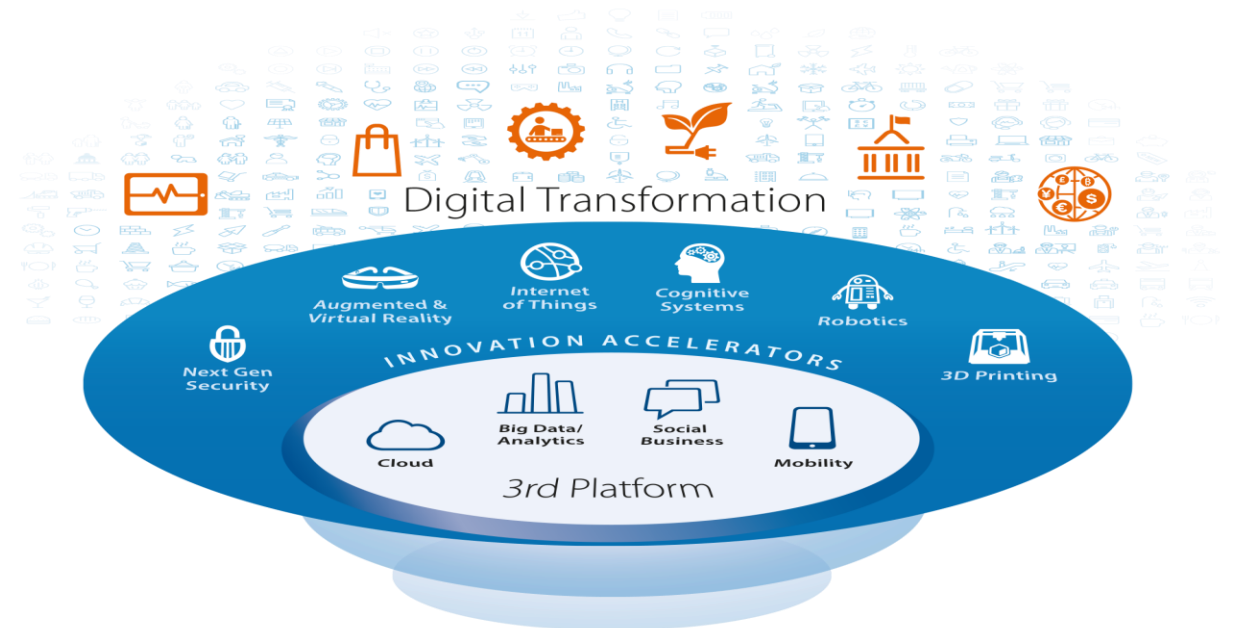 Digital Transformation
Augmented &
Virtual Reality
Internet
of Things
Cognitive
Systems
Robotics
Next Gen
Security
3D Printing
INNOVATION ACCELERATORS
Cloud
Big Data/
Analytics
Social
Business
Mobility
3rd Platform